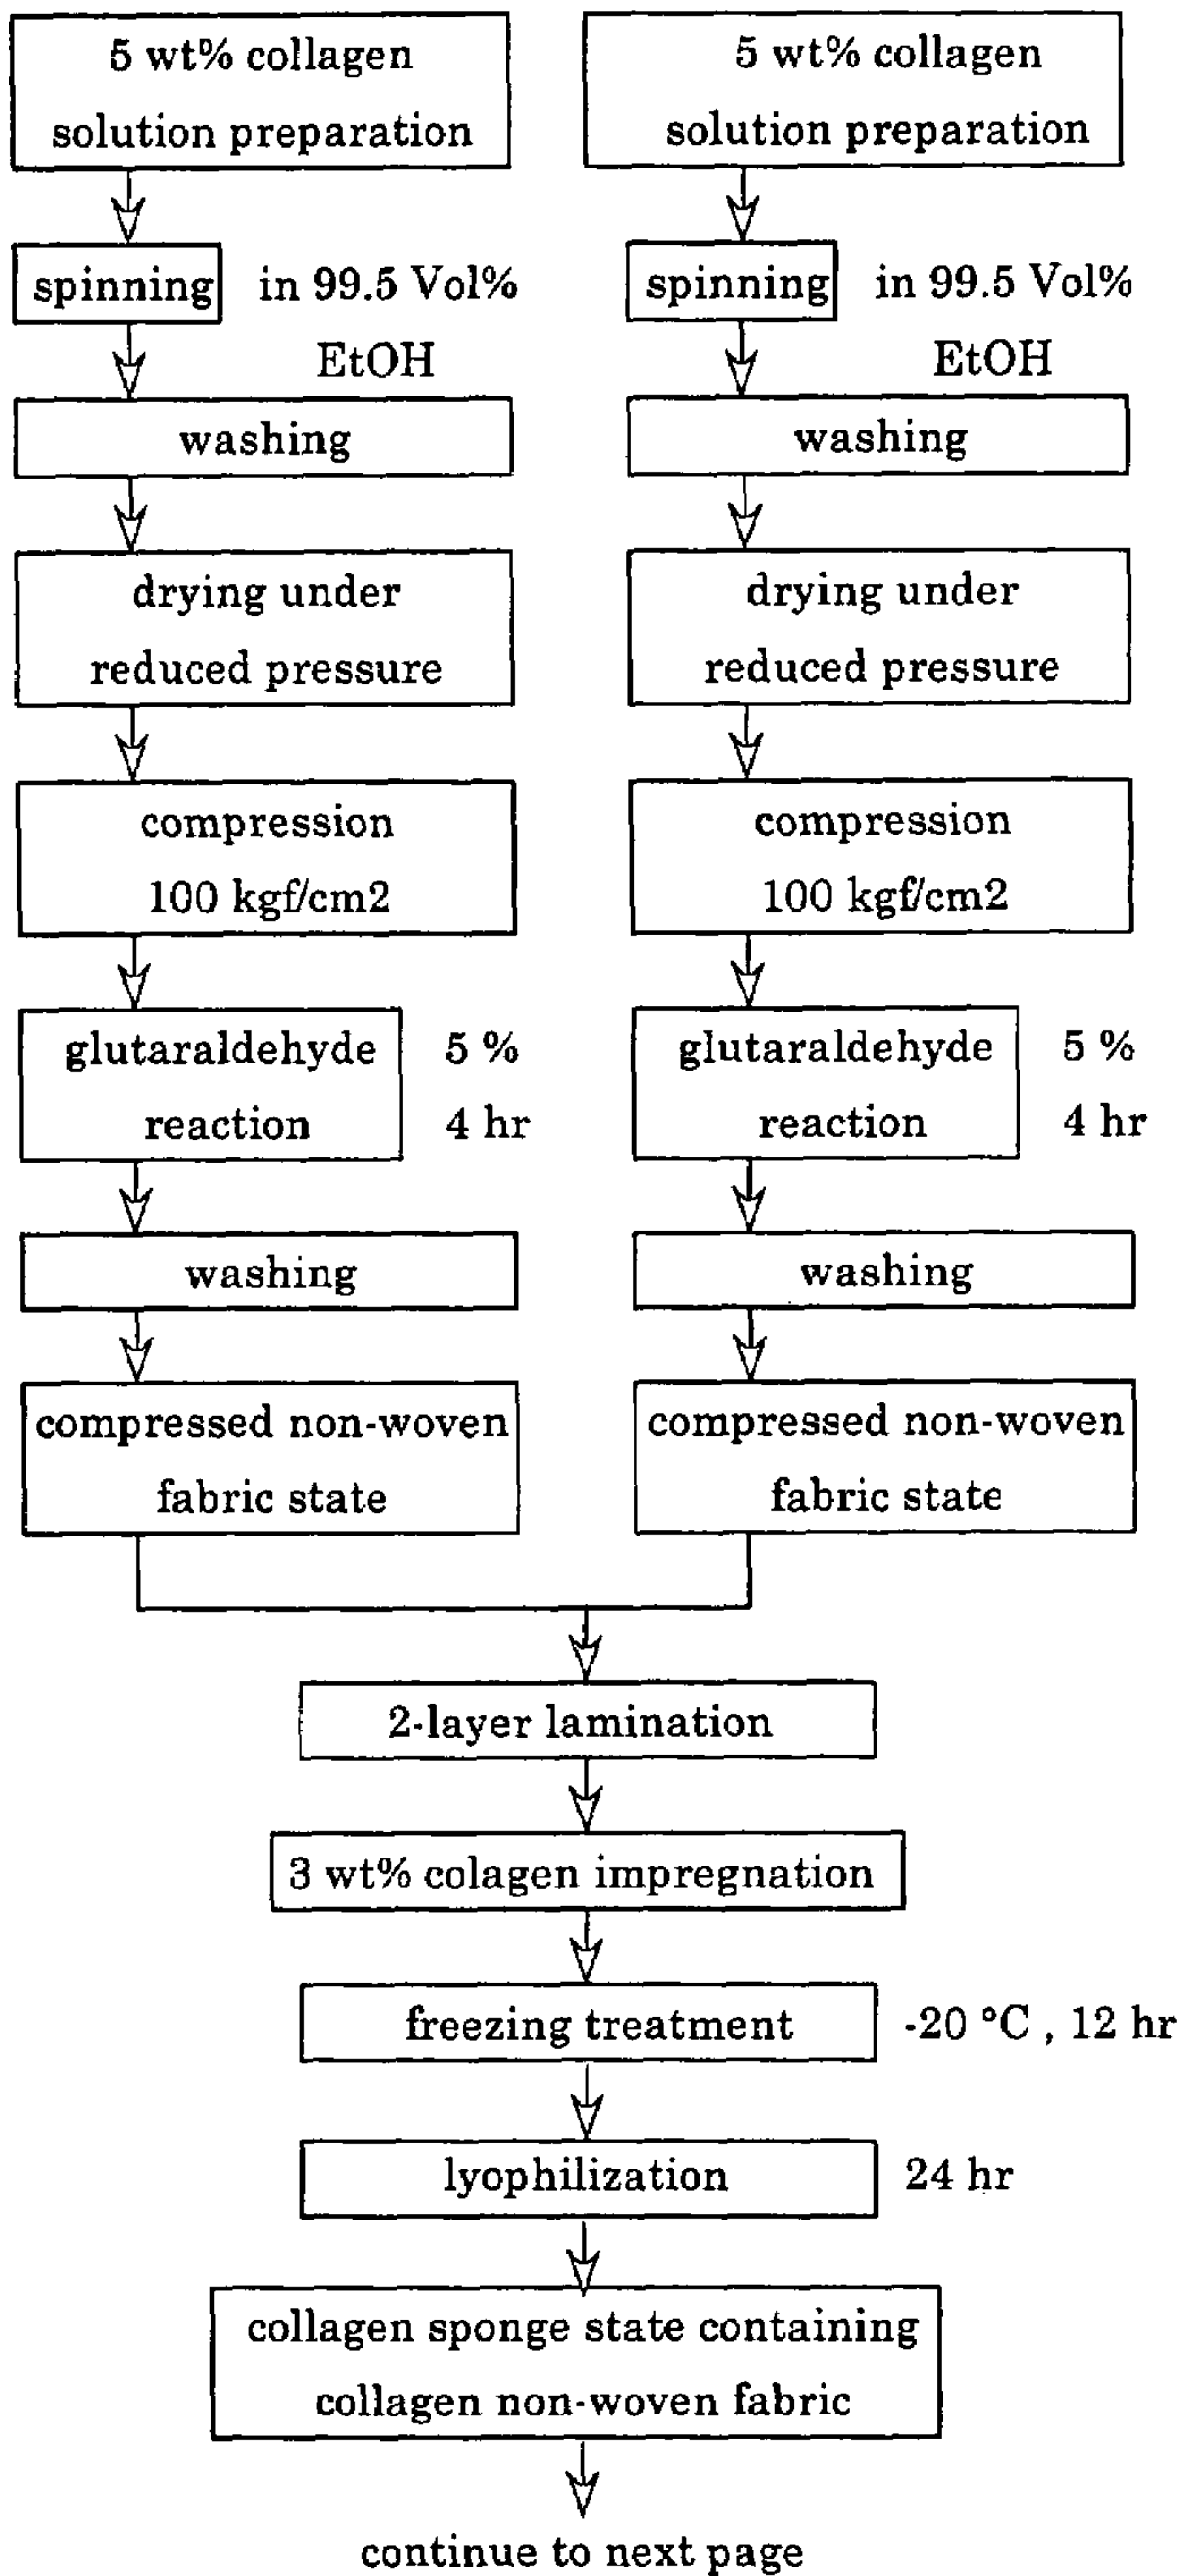 5 wt% collagen
solution preparation
spinning
in 99.5 Vol%
EtOH
washing
drying under
reduced pressure
compression
100 kgf/cm2
glutaraldehyde
reaction
5 %
4 hr
washing
compressed non-woven
fabric state
5 wt% collagen
solution preparation
spinning
in 99.5 Vol%
EtOH
washing
drying under
reduced pressure
compression
100 kgf/cm2
glutaraldehyde
reaction
5 %
4 hr
washing
compressed non-woven
fabric state
2-layer lamination
3 wt% colagen impregnation
freezing treatment
-20 °C , 12 hr
lyophilization
24 hr
collagen sponge state containing
collagen non-woven fabric
continue to next page